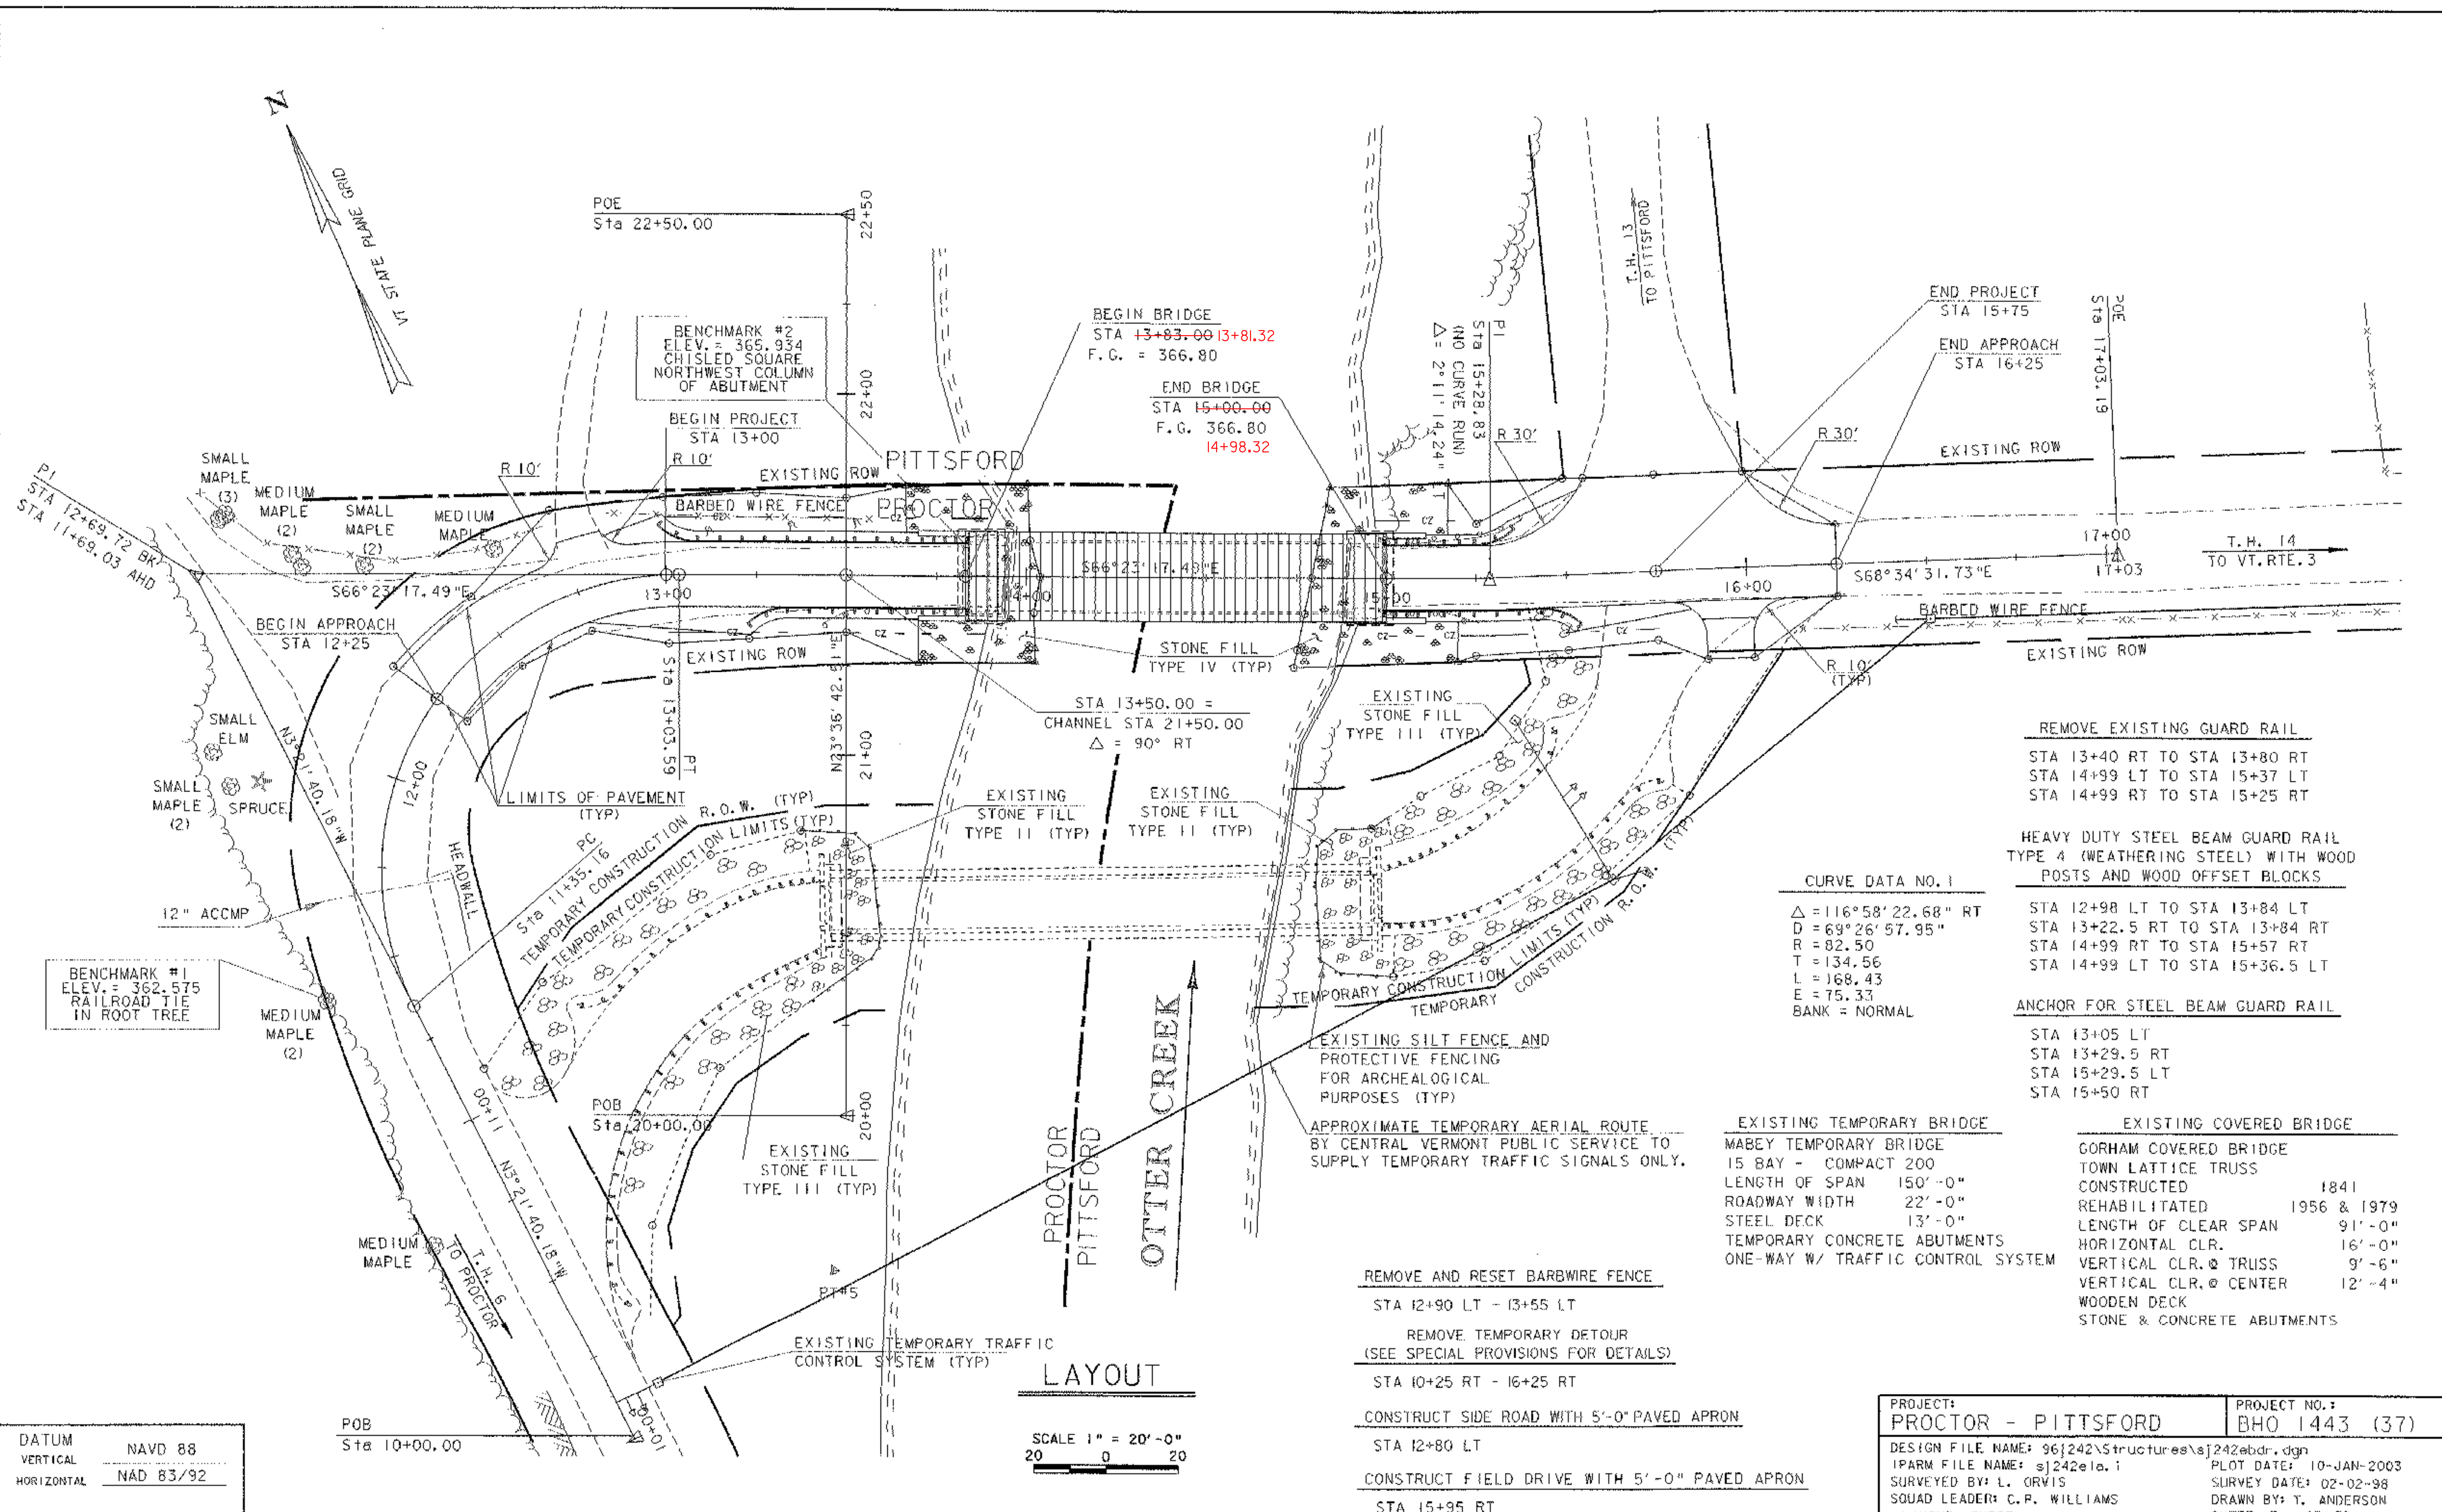 N
VT STATE PLANE GRID
POE
Sta 22+50.00
22+50
22+00
BENCHMARK #2
ELEV. = 365.934
CHISLED SQUARE
NORTHWEST COLUMN
OF ABUTMENT
BEGIN PROJECT
STA 13+00
BEGIN BRIDGE
STA 13+83.00 13+81.32
F.G. = 366.80
END BRIDGE
STA 15+00.00
F.G. 366.80
14+98.32
PI
Sta 15+28.83
(NO CURVE RUN)
Δ = 2°11'14.24" LT
T.H. 13
TO PITTSFORD
END PROJECT
STA 15+75
END APPROACH
STA 16+25
POE
Sta 17+03.19
PI
STA 12+69.72 BK
STA 11+69.03 AHD
SMALL
MAPLE
(3)
MEDIUM
MAPLE
(2)
SMALL
MAPLE
(2)
MEDIUM
MAPLE
R 10'
R 10'
EXISTING ROW
PITTSFORD
PROCTOR
BARBED WIRE FENCE
CZ
CZ
R 30'
CZ
R 30'
EXISTING ROW
S66°23'17.49"E
13+00
14+00
S66°23'17.49"E
15+00
16+00
S68°34'31.73"E
17+00
17+03
T.H. 14
TO VT.RTE.3
BEGIN APPROACH
STA 12+25
CZ
CZ
CZ
CZ
CZ
BARBED WIRE FENCE
EXISTING ROW
EXISTING ROW
R 10'
(TYP)
STONE FILL
TYPE IV (TYP)
Sta 13+03.59
PT
N23°36'42.51"E
21+00
STA 13+50.00 =
CHANNEL STA 21+50.00
Δ = 90° RT
EXISTING
STONE FILL
TYPE III (TYP)
SMALL
ELM
SMALL
MAPLE
(2)
SPRUCE
N3°21'40.18"W
12+00
LIMITS OF PAVEMENT
(TYP)
HEADWALL
12" ACCMP
PC
Sta 11+35.16
TEMPORARY CONSTRUCTION R.O.W. (TYP)
TEMPORARY CONSTRUCTION LIMITS (TYP)
EXISTING
STONE FILL
TYPE II (TYP)
EXISTING
STONE FILL
TYPE II (TYP)
BENCHMARK #1
ELEV. = 362.575
RAILROAD TIE
IN ROOT TREE
MEDIUM
MAPLE
(2)
11+00
N3°21'40.18"W
POB
Sta 20+00.00
20+00
EXISTING
STONE FILL
TYPE III (TYP)
PROCTOR
PITTSFORD
OTTER CREEK
TEMPORARY CONSTRUCTION LIMITS (TYP)
TEMPORARY CONSTRUCTION R.O.W. (TYP)
EXISTING SILT FENCE AND
PROTECTIVE FENCING
FOR ARCHEALOGICAL
PURPOSES (TYP)
APPROXIMATE TEMPORARY AERIAL ROUTE
BY CENTRAL VERMONT PUBLIC SERVICE TO
SUPPLY TEMPORARY TRAFFIC SIGNALS ONLY.
MEDIUM
MAPLE
T.H. 6
TO PROCTOR
PT#5
EXISTING TEMPORARY TRAFFIC
CONTROL SYSTEM (TYP)
10+00
POB
Sta 10+00.00
LAYOUT
SCALE 1" = 20'-0"
20 0 20
REMOVE EXISTING GUARD RAIL
STA 13+40 RT TO STA 13+80 RT
STA 14+99 LT TO STA 15+37 LT
STA 14+99 RT TO STA 15+25 RT
HEAVY DUTY STEEL BEAM GUARD RAIL
TYPE 4 (WEATHERING STEEL) WITH WOOD
POSTS AND WOOD OFFSET BLOCKS
STA 12+98 LT TO STA 13+84 LT
STA 13+22.5 RT TO STA 13+84 RT
STA 14+99 RT TO STA 15+57 RT
STA 14+99 LT TO STA 15+36.5 LT
ANCHOR FOR STEEL BEAM GUARD RAIL
STA 13+05 LT
STA 13+29.5 RT
STA 15+29.5 LT
STA 15+50 RT
CURVE DATA NO. 1
Δ = 116°58'22.68" RT
D = 69°26'57.95"
R = 82.50
T = 134.56
L = 168.43
E = 75.33
BANK = NORMAL
EXISTING TEMPORARY BRIDGE
MABEY TEMPORARY BRIDGE
15 BAY - COMPACT 200
LENGTH OF SPAN 150'-0"
ROADWAY WIDTH 22'-0"
STEEL DECK 13'-0"
TEMPORARY CONCRETE ABUTMENTS
ONE-WAY W/ TRAFFIC CONTROL SYSTEM
EXISTING COVERED BRIDGE
GORHAM COVERED BRIDGE
TOWN LATTICE TRUSS
CONSTRUCTED 1841
REHABILITATED 1956 & 1979
LENGTH OF CLEAR SPAN 91'-0"
HORIZONTAL CLR. 16'-0"
VERTICAL CLR.@ TRUSS 9'-6"
VERTICAL CLR.@ CENTER 12'-4"
WOODEN DECK
STONE & CONCRETE ABUTMENTS
REMOVE AND RESET BARBWIRE FENCE
STA 12+90 LT - 13+55 LT
REMOVE TEMPORARY DETOUR
(SEE SPECIAL PROVISIONS FOR DETAILS)
STA 10+25 RT - 16+25 RT
CONSTRUCT SIDE ROAD WITH 5'-0" PAVED APRON
STA 12+80 LT
CONSTRUCT FIELD DRIVE WITH 5'-0" PAVED APRON
STA 15+95 RT
DATUM
VERTICAL NAVD 88
HORIZONTAL NAD 83/92
PROJECT: PROCTOR - PITTSFORD
PROJECT NO.: BHO 1443 (37)
DESIGN FILE NAME: 96j242\Structures\sj242ebdr.dgn
IPARM FILE NAME: sj242ela.i PLOT DATE: 10-JAN-2003
SURVEYED BY: L. ORVIS SURVEY DATE: 02-02-98
SQUAD LEADER: C.P. WILLIAMS DRAWN BY: T. ANDERSON